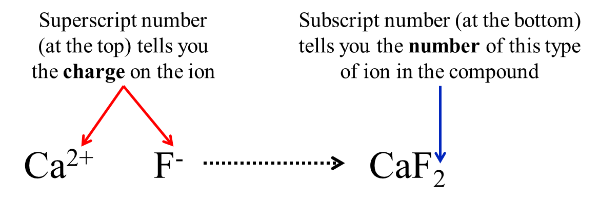 Superscript number
(at the top) tells you
the charge on the ion
Subscript number (at the bottom)
tells you the number of this type
of ion in the compound
Ca²⁺ F⁻ CaF₂